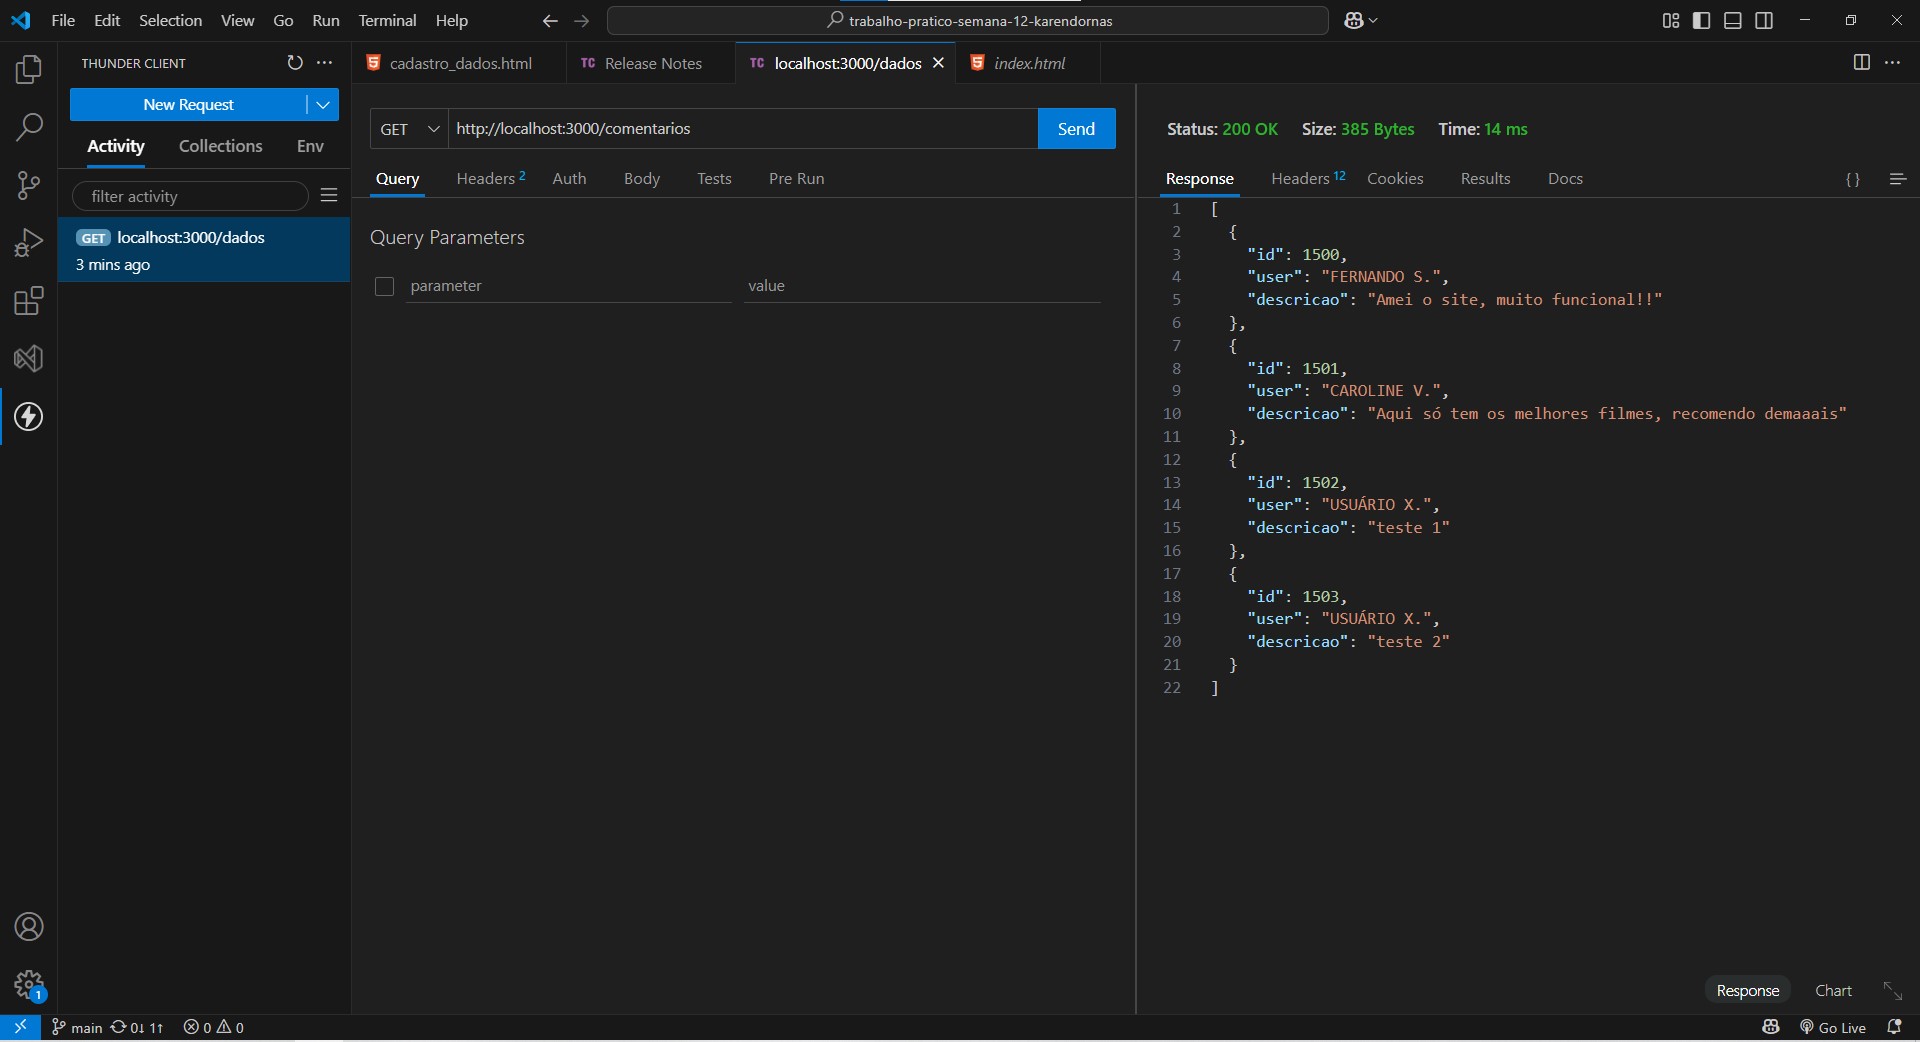 File Edit Selection View Go Run Terminal Help
trabalho-pratico-semana-12-karendornas
THUNDER CLIENT
New Request
Activity Collections Env
filter activity
GET localhost:3000/dados
3 mins ago
cadastro_dados.html
TC Release Notes
TC localhost:3000/dados
index.html
GET http://localhost:3000/comentarios Send
Query Headers 2 Auth Body Tests Pre Run
Query Parameters
parameter value
Status: 200 OK Size: 385 Bytes Time: 14 ms
Response Headers 12 Cookies Results Docs { }
1 [
2 {
3 "id": 1500,
4 "user": "FERNANDO S.",
5 "descricao": "Amei o site, muito funcional!!"
6 },
7 {
8 "id": 1501,
9 "user": "CAROLINE V.",
10 "descricao": "Aqui só tem os melhores filmes, recomendo demaaais"
11 },
12 {
13 "id": 1502,
14 "user": "USUÁRIO X.",
15 "descricao": "teste 1"
16 },
17 {
18 "id": 1503,
19 "user": "USUÁRIO X.",
20 "descricao": "teste 2"
21 }
22 ]
Response Chart
1
main 0↓ 1↑ 0 0 Go Live